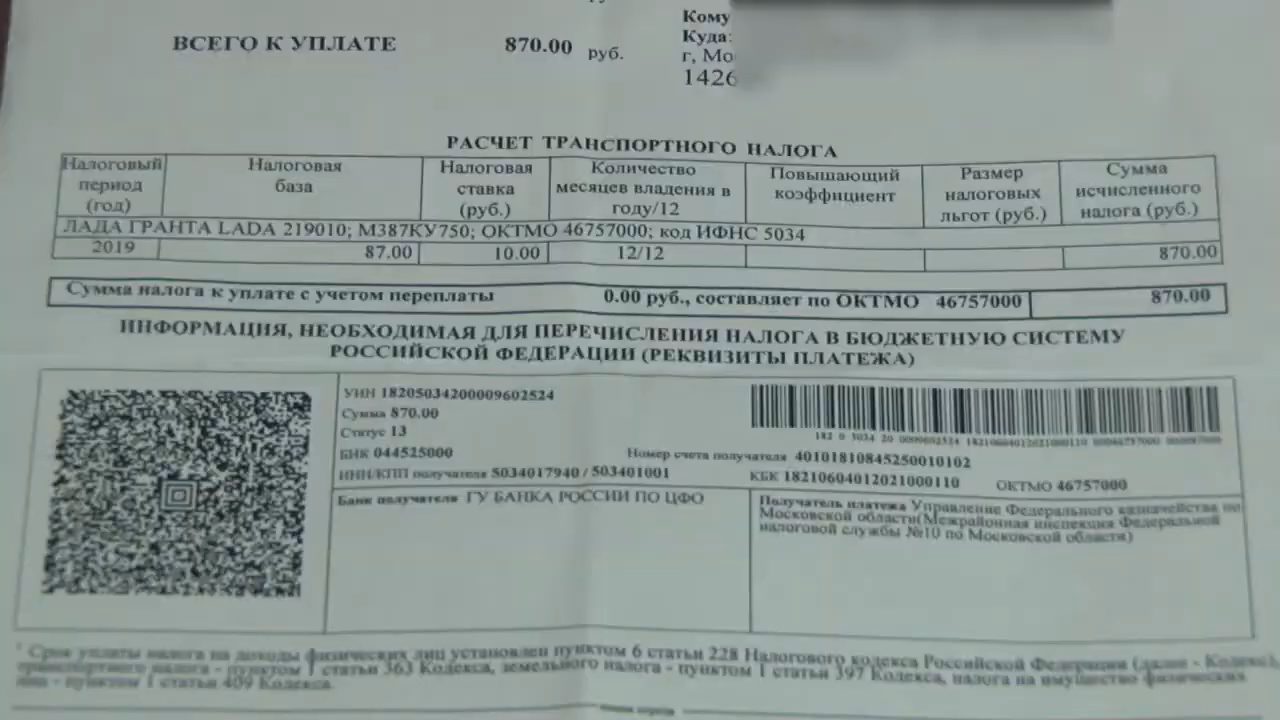 Кому
ВСЕГО К УПЛАТЕ 870.00 руб.
Куда:
г, Мо
1426
РАСЧЕТ ТРАНСПОРТНОГО НАЛОГА
Налоговый период (год) Налоговая база Налоговая ставка (руб.) Количество месяцев владения в году/12 Повышающий коэффициент Размер налоговых льгот (руб.) Сумма исчисленного налога (руб.)
ЛАДА ГРАНТА LADA 219010; М387КУ750; ОКТМО 46757000; код ИФНС 5034
2019 87.00 10.00 12/12 870.00
Сумма налога к уплате с учетом переплаты 0.00 руб., составляет по ОКТМО 46757000 870.00
ИНФОРМАЦИЯ, НЕОБХОДИМАЯ ДЛЯ ПЕРЕЧИСЛЕНИЯ НАЛОГА В БЮДЖЕТНУЮ СИСТЕМУ
РОССИЙСКОЙ ФЕДЕРАЦИИ (РЕКВИЗИТЫ ПЛАТЕЖА)
УИН 18205034200009602524
Сумма 870.00
Статус 13
БИК 044525000 Номер счета получателя 40101810845250010102
ИНН/КПП получателя 5034017940 / 503401001 КБК 18210604012021000110 ОКТМО 46757000
Банк получателя ГУ БАНКА РОССИИ ПО ЦФО
Получатель платежа Управление Федерального казначейства по
Московской области(Межрайонная инспекция Федеральной
налоговой службы №10 по Московской области)
* Срок уплаты налога на доходы физических лиц установлен пунктом 6 статьи 228 Налогового кодекса Российской Федерации (далее - Кодекс),
транспортного налога - пунктом 1 статьи 363 Кодекса, земельного налога - пунктом 1 статьи 397 Кодекса, налога на имущество физических
лиц - пунктом 1 статьи 409 Кодекса.